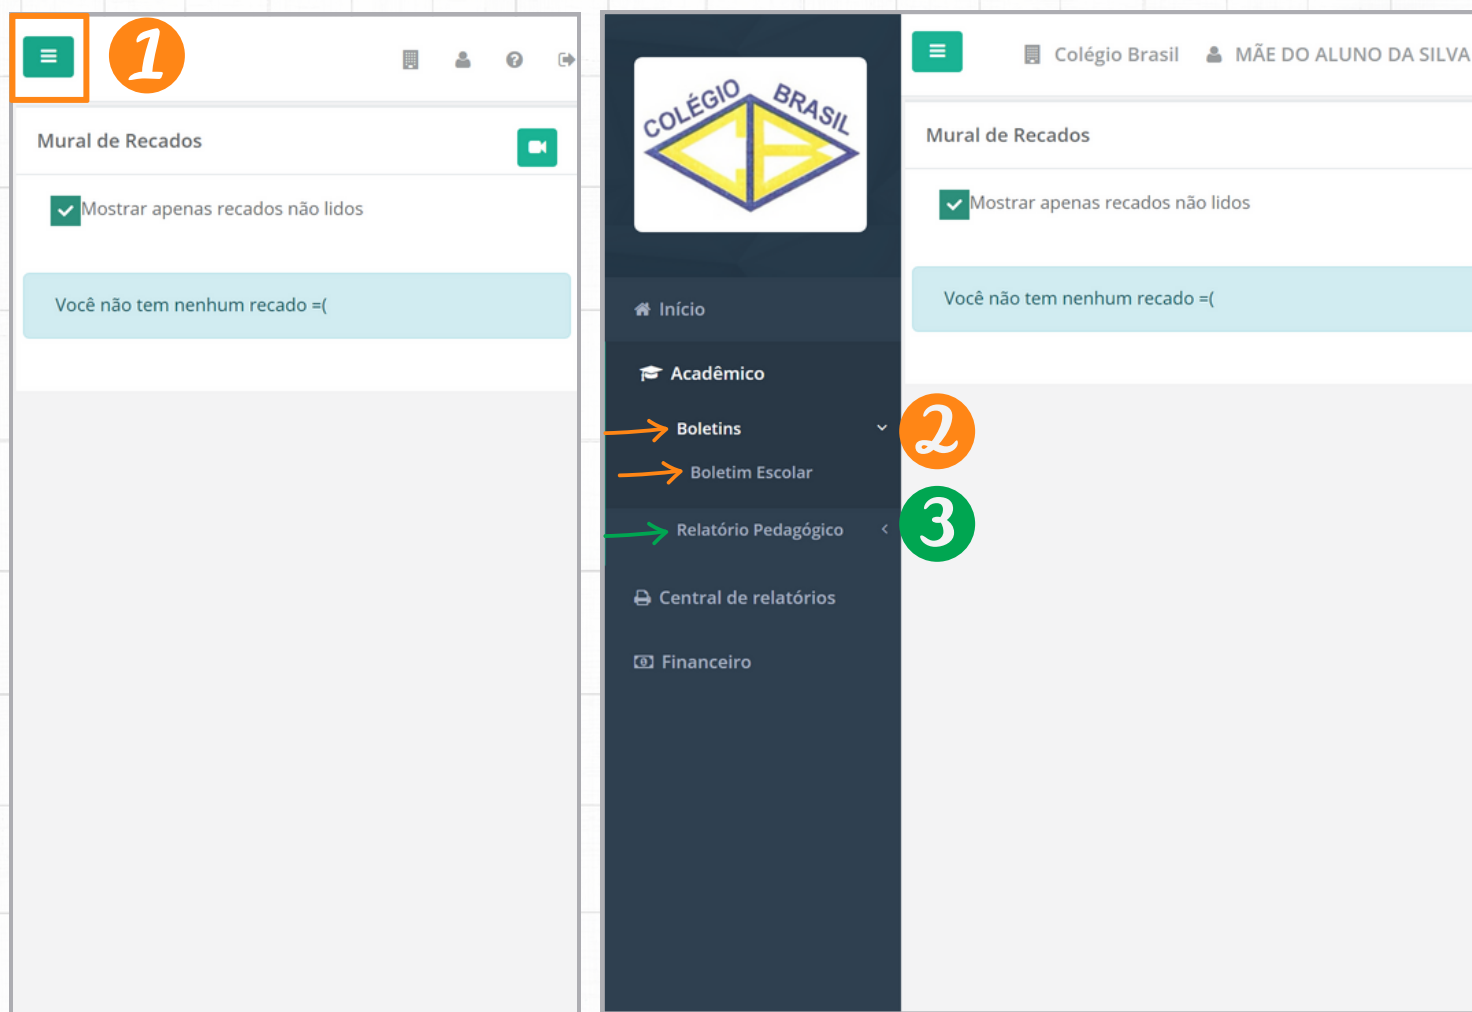 1
Mural de Recados
Mostrar apenas recados não lidos
Você não tem nenhum recado =(
COLÉGIO BRASIL
CB
Início
Acadêmico
Boletins
2
Boletim Escolar
Relatório Pedagógico
3
Central de relatórios
Financeiro
Colégio Brasil MÃE DO ALUNO DA SILVA
Mural de Recados
Mostrar apenas recados não lidos
Você não tem nenhum recado =(